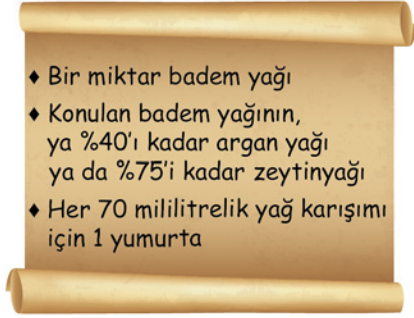 ♦ Bir miktar badem yağı
♦ Konulan badem yağının,
ya %40'ı kadar argan yağı
ya da %75'i kadar zeytinyağı
♦ Her 70 mililitrelik yağ karışımı
için 1 yumurta